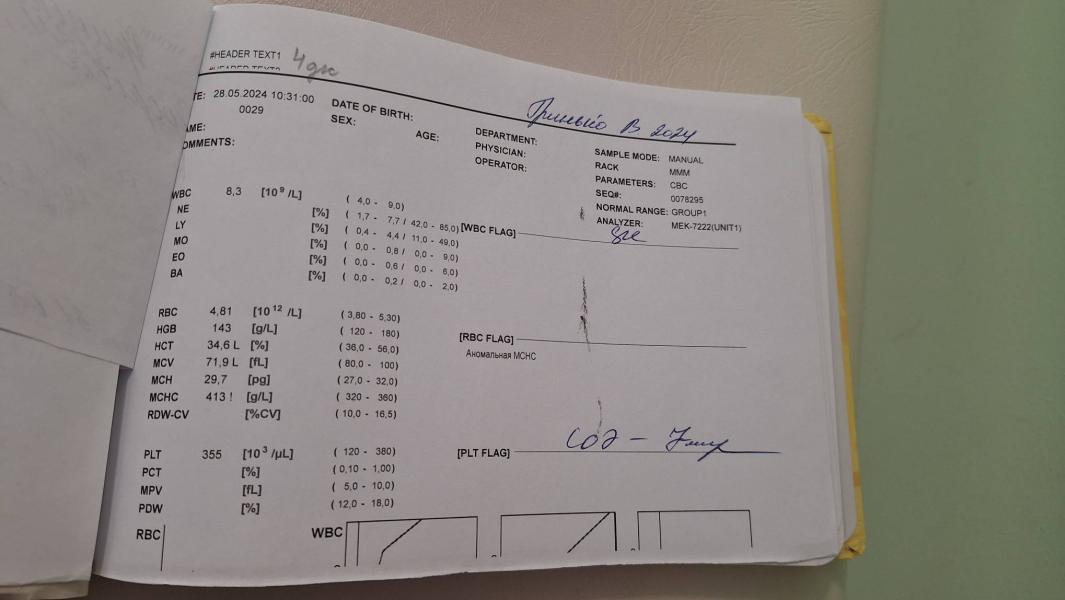 #HEADER TEXT1
TE: 28.05.2024 10:31:00
0029
DATE OF BIRTH:
SEX: AGE:
DEPARTMENT:
PHYSICIAN:
OPERATOR:
В 2024
SAMPLE MODE: MANUAL
RACK MMM
PARAMETERS: CBC
SEQ#: 0078295
NORMAL RANGE: GROUP1
ANALYZER: MEK-7222(UNIT1)
AME:
OMMENTS:
WBC 8,3 [10⁹/L] ( 4,0 - 9,0)
NE [%] ( 1,7 - 7,7 / 42,0 - 85,0)
LY [%] ( 0,4 - 4,4 / 11,0 - 49,0)
MO [%] ( 0,0 - 0,8 / 0,0 - 9,0)
EO [%] ( 0,0 - 0,6 / 0,0 - 6,0)
BA [%] ( 0,0 - 0,2 / 0,0 - 2,0)
[WBC FLAG]
RBC 4,81 [10¹²/L] ( 3,80 - 5,30)
HGB 143 [g/L] ( 120 - 180)
HCT 34,6 L [%] ( 36,0 - 56,0)
MCV 71,9 L [fL] ( 80,0 - 100)
MCH 29,7 [pg] ( 27,0 - 32,0)
MCHC 413 ! [g/L] ( 320 - 360)
RDW-CV [%CV] ( 10,0 - 16,5)
[RBC FLAG]
Аномальная MCHC
PLT 355 [10³/µL] ( 120 - 380)
PCT [%] ( 0,10 - 1,00)
MPV [fL] ( 5,0 - 10,0)
PDW [%] ( 12,0 - 18,0)
[PLT FLAG]
СОЭ -
RBC WBC